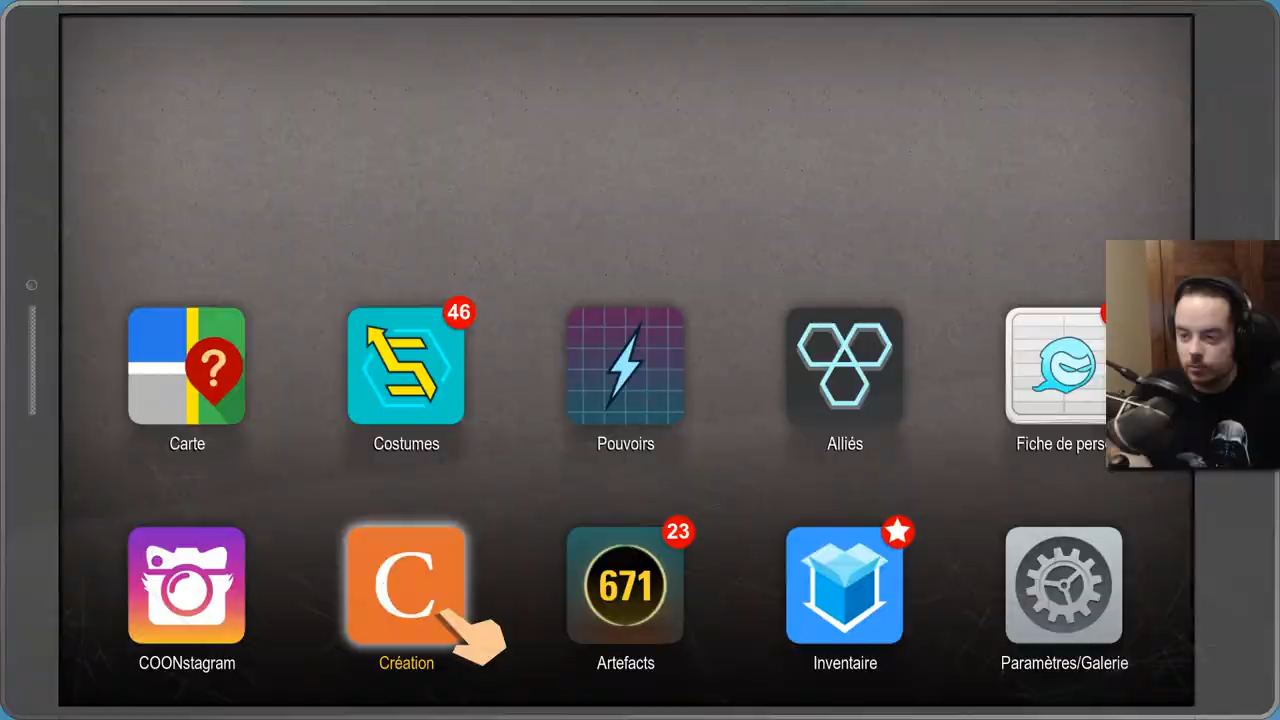 46
?
Carte
Costumes
Pouvoirs
Alliés
Fiche de pers
C
23
671
COONstagram
Création
Artefacts
Inventaire
Paramètres/Galerie